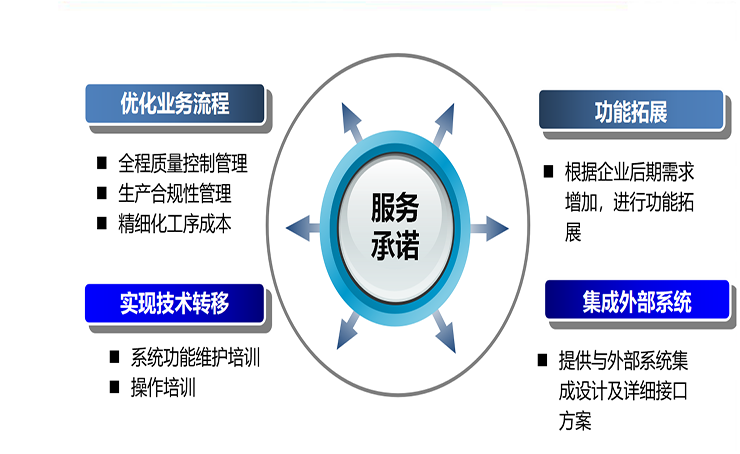 优化业务流程
■ 全程质量控制管理
■ 生产合规性管理
■ 精细化工序成本
实现技术转移
■ 系统功能维护培训
■ 操作培训
服务
承诺
功能拓展
■ 根据企业后期需求
增加，进行功能拓
展
集成外部系统
■ 提供与外部系统集
成设计及详细接口
方案